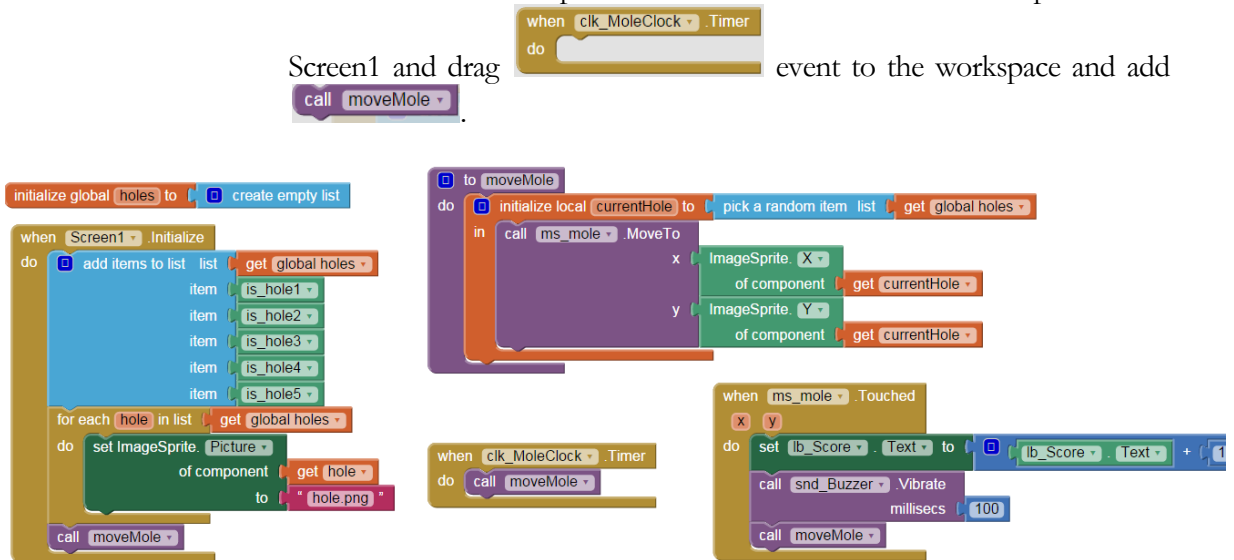 when clk_MoleClock .Timer
do
Screen1 and drag event to the workspace and add
call moveMole .
initialize global holes to create empty list
when Screen1 .Initialize
do add items to list list get global holes
item is_hole1
item is_hole2
item is_hole3
item is_hole4
item is_hole5
for each hole in list get global holes
do set ImageSprite. Picture
of component get hole
to " hole.png "
call moveMole
to moveMole
do initialize local currentHole to pick a random item list get global holes
in call ms_mole .MoveTo
x ImageSprite. X
of component get currentHole
y ImageSprite. Y
of component get currentHole
when clk_MoleClock .Timer
do call moveMole
when ms_mole .Touched
x y
do set lb_Score . Text to lb_Score . Text + 1
call snd_Buzzer .Vibrate
millisecs 100
call moveMole